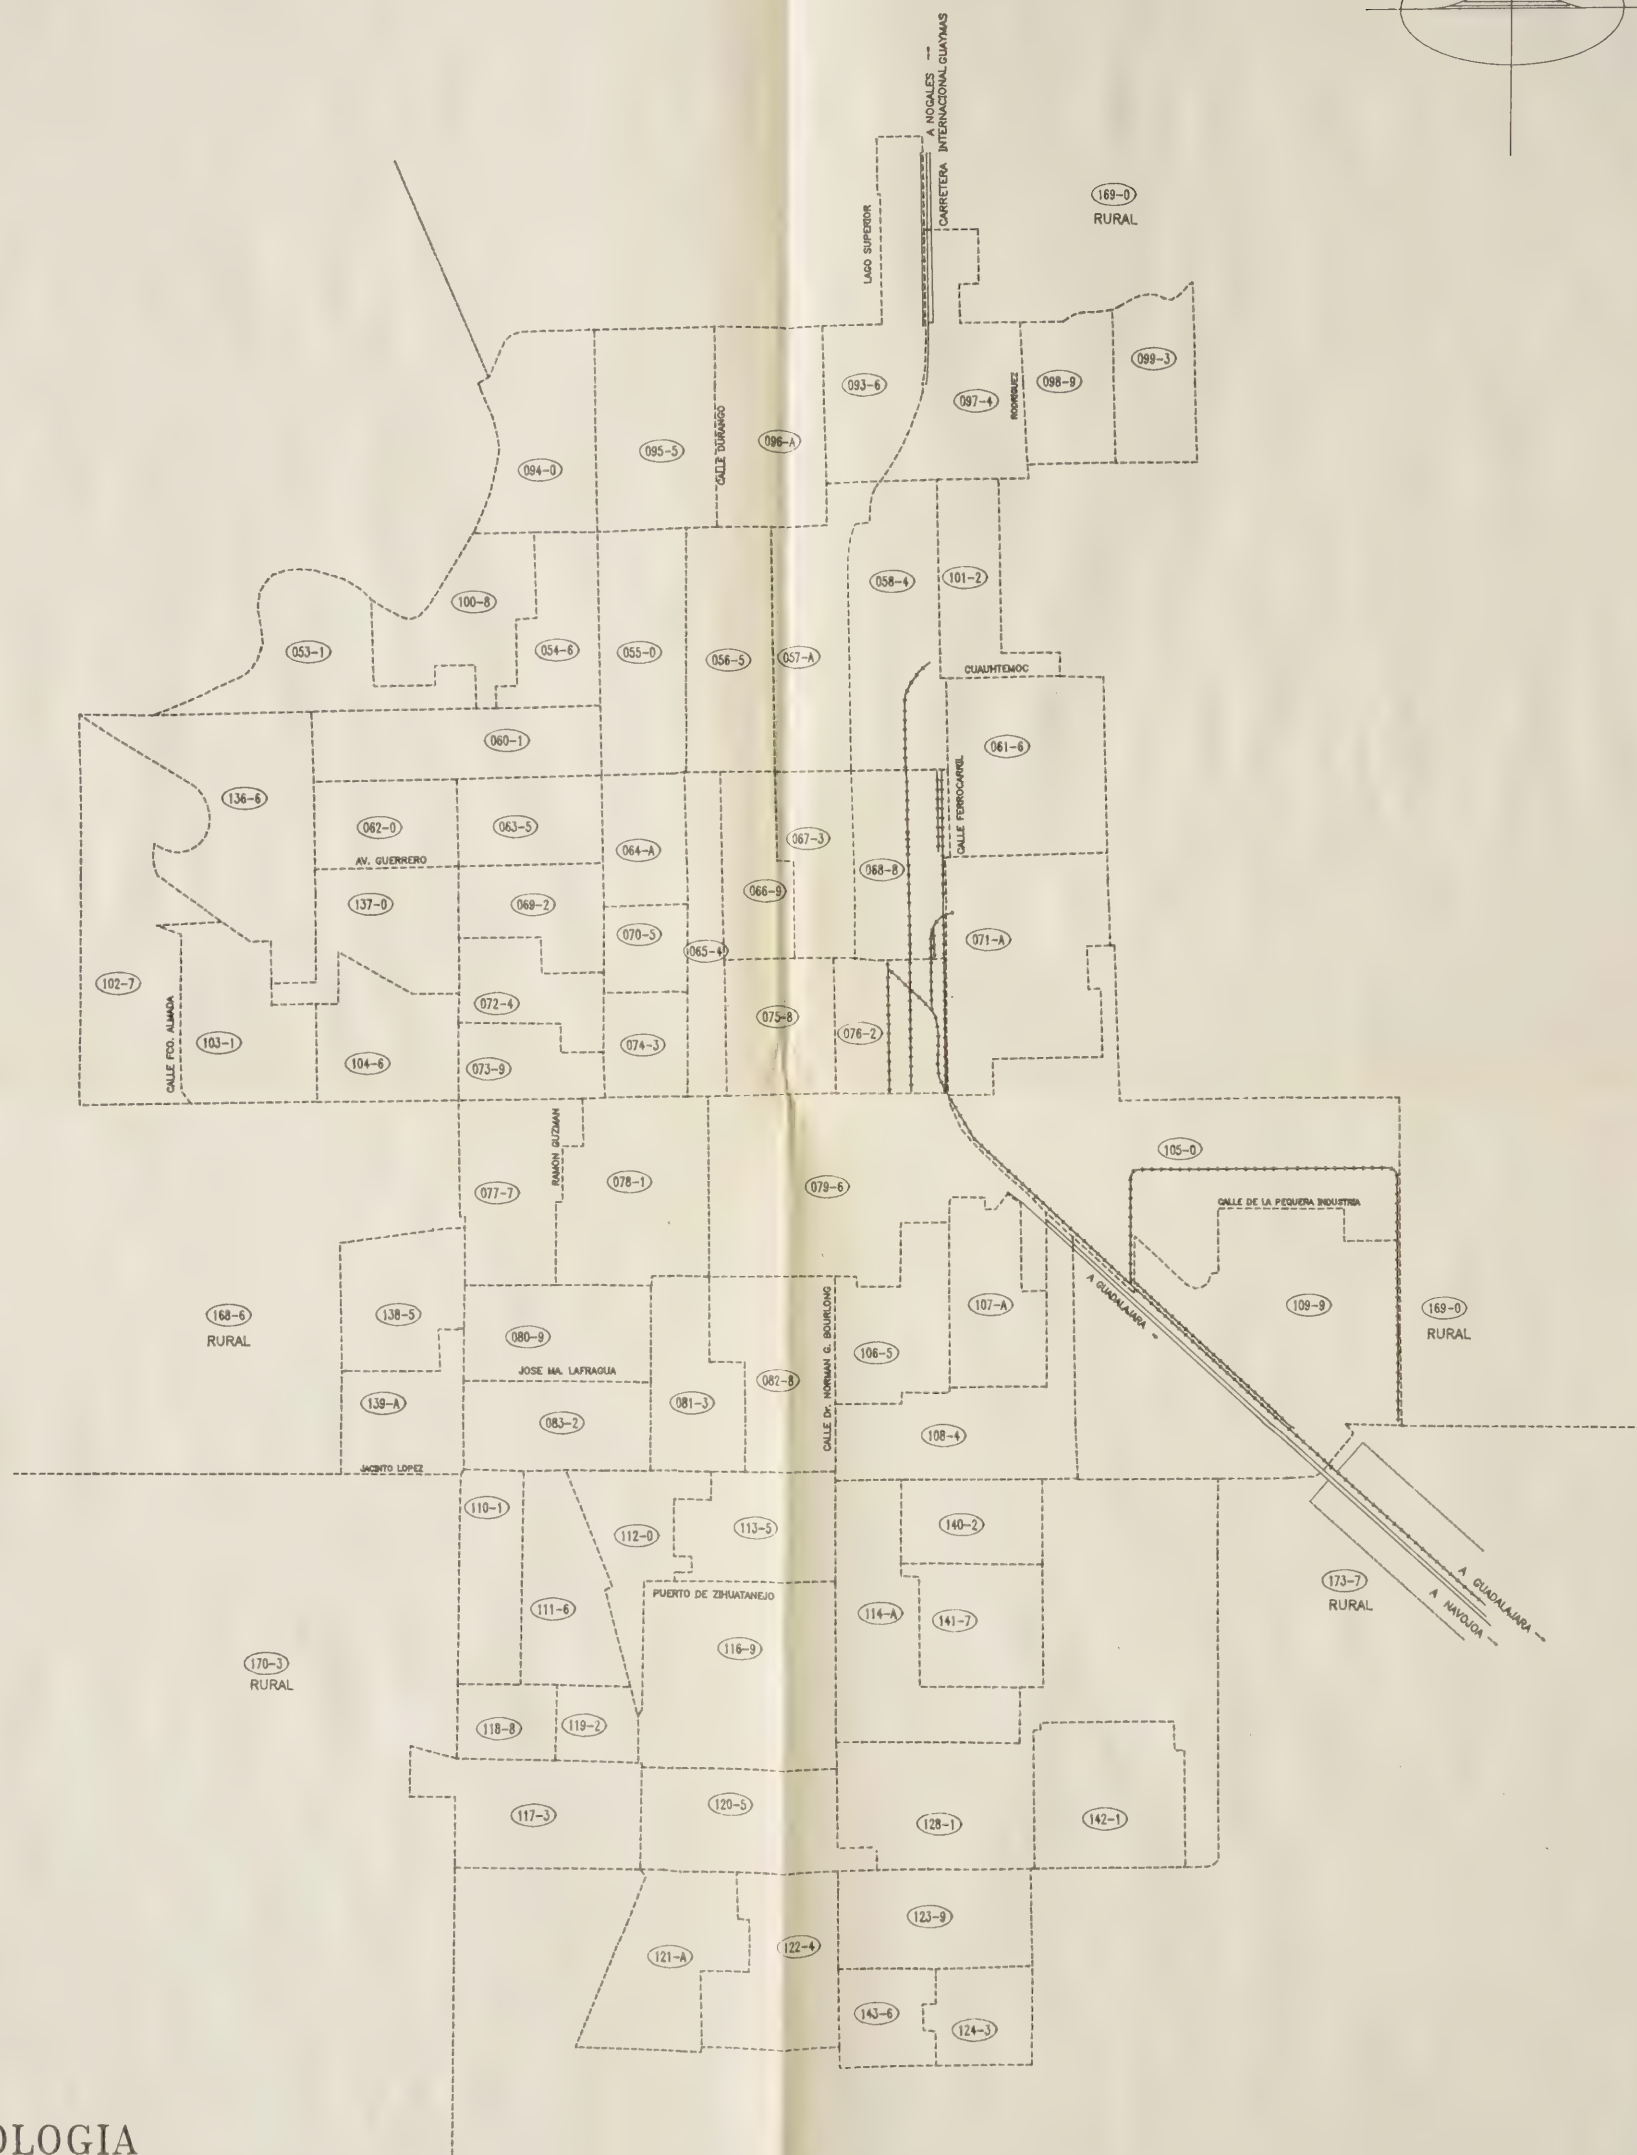 A NOGALES →
CARRETERA INTERNACIONAL GUAYMAS
169-0
RURAL
LAGO SUPERIOR
099-3
098-9
093-6
097-4
RODRIGUEZ
096-A
CALLE DURANGO
095-5
094-0
058-4
101-2
100-8
053-1
054-6
055-0
056-5
057-A
CUAUHTEMOC
060-1
061-6
136-6
062-0
063-5
064-A
067-3
CALLE FERROCARRIL
AV. GUERRERO
068-8
066-9
137-0
069-2
070-5
065-4
071-A
102-7
072-4
075-8
076-2
CALLE FCO. ALMADA
103-1
104-6
073-9
074-3
RAMON GUZMAN
105-0
077-7
078-1
079-6
CALLE DE LA PEQUEÑA INDUSTRIA
168-6
RURAL
138-5
080-9
107-A
A GUADALAJARA →
109-9
169-0
RURAL
106-5
JOSE MA. LAFRAGUA
082-8
CALLE Dr. NORMAN G. BOURLONG
139-A
083-2
081-3
108-4
JACINTO LOPEZ
110-1
112-0
113-5
140-2
PUERTO DE ZIHUATANEJO
173-7
RURAL
A GUADALAJARA →
A NAVOJOA →
111-6
114-A
141-7
116-9
170-3
RURAL
118-8
119-2
117-3
120-5
128-1
142-1
123-9
121-A
122-4
143-6
124-3
OLOGIA